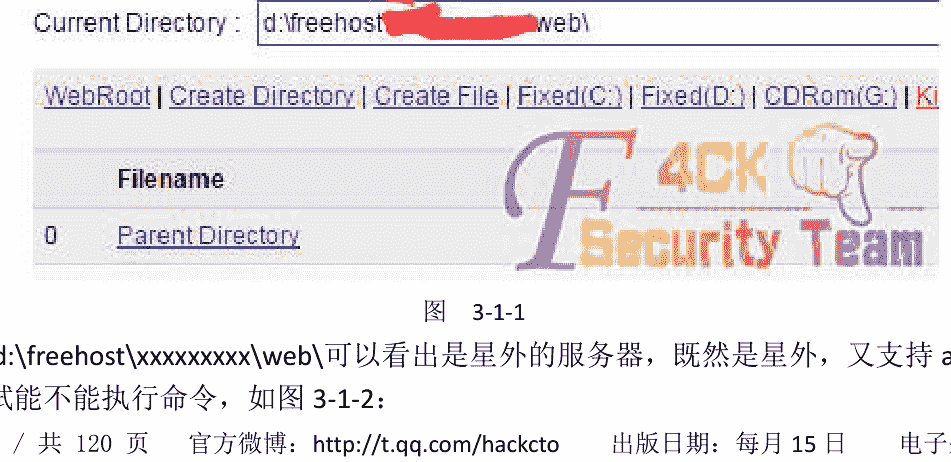 Current Directory : d:\freehost web\
WebRoot | Create Directory | Create File | Fixed(C:) | Fixed(D:) | CDRom(G:) | Ki
Filename
F4CK
Security Team
0 Parent Directory
图 3-1-1
d:\freehost\xxxxxxxxx\web\可以看出是星外的服务器，既然是星外，又支持 a
试能不能执行命令，如图 3-1-2：
/ 共 120 页 官方微博：http://t.qq.com/hackcto 出版日期：每月 15 日 电子